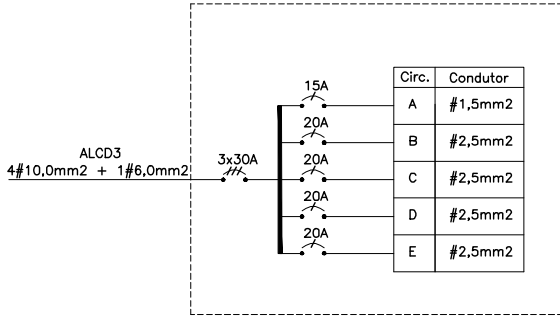 Circ. Condutor
15A
A #1,5mm2
20A
B #2,5mm2
ALCD3
4#10,0mm2 + 1#6,0mm2
3x30A
20A
C #2,5mm2
20A
D #2,5mm2
20A
E #2,5mm2